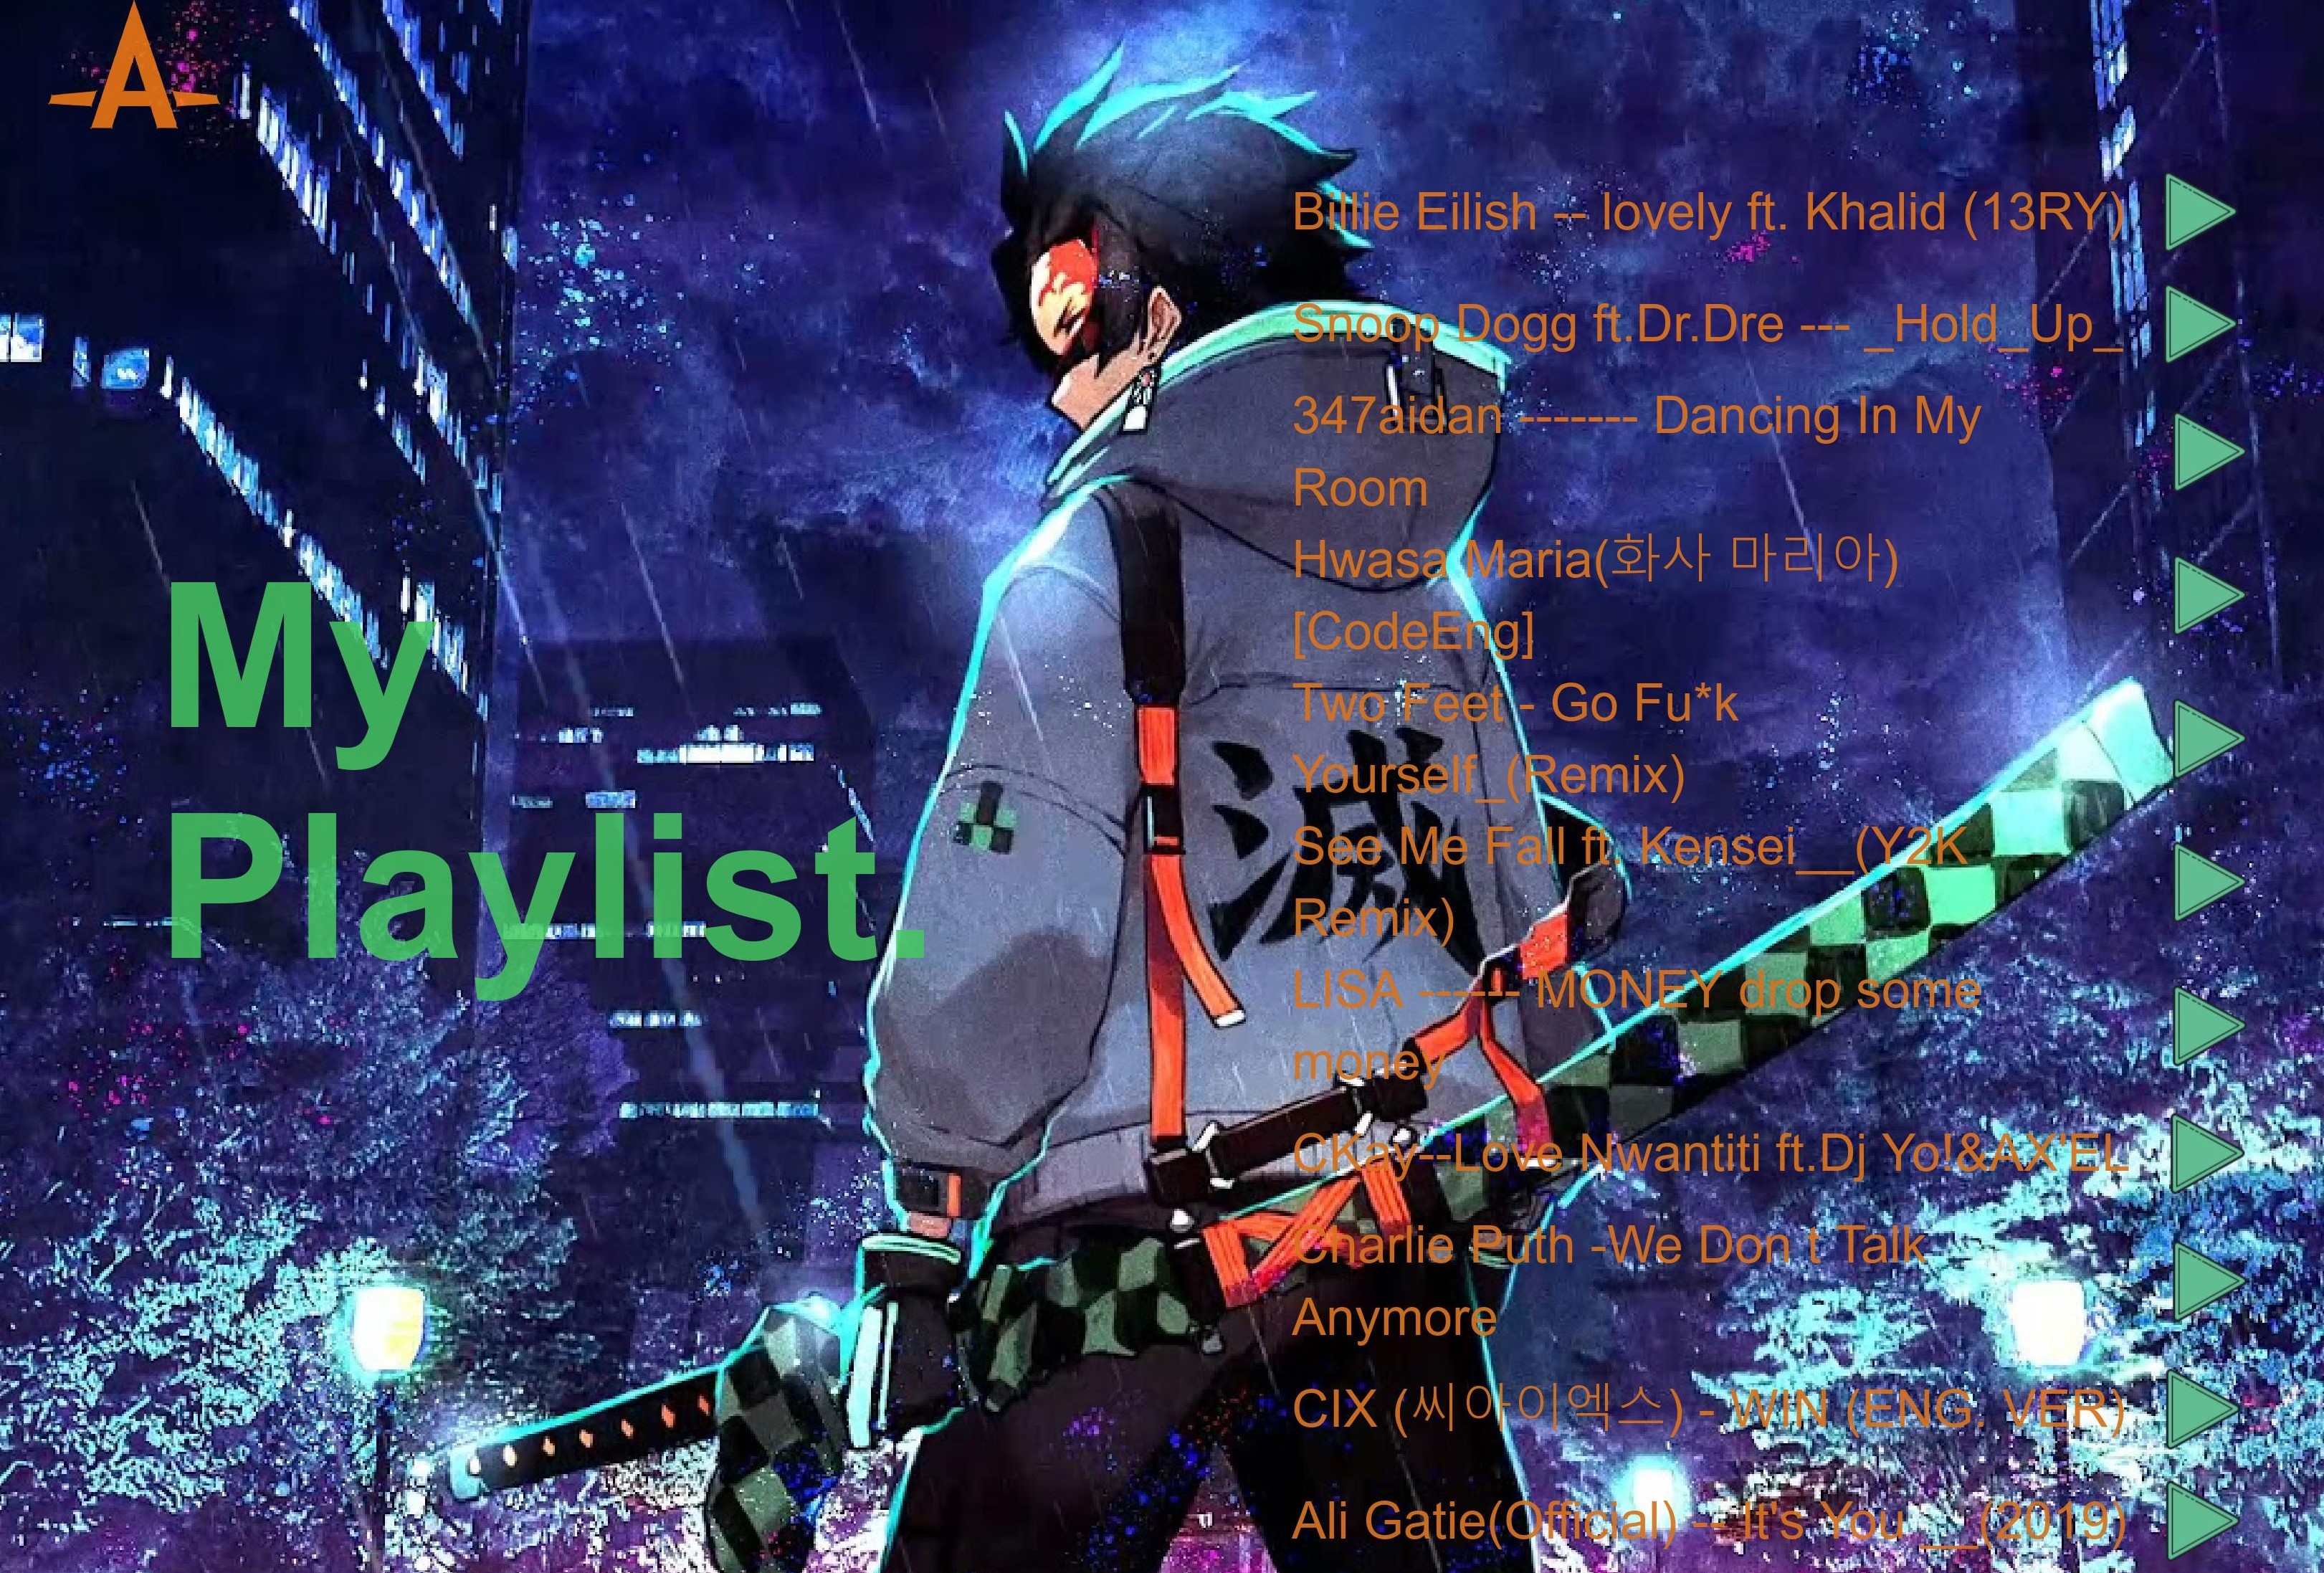 A
My
Playlist.
Billie Eilish -- lovely ft. Khalid (13RY)
Snoop Dogg ft.Dr.Dre --- _Hold_Up_
347aidan ------- Dancing In My
Room
Hwasa Maria(화사 마리아)
[CodeEng]
Two Feet - Go Fu*k
Yourself_(Remix)
See Me Fall ft. Kensei__(Y2K
Remix)
LISA ------ MONEY drop some
money
CKay--Love Nwantiti ft.Dj Yo!&AX'EL
Charlie Puth -We Don t Talk
Anymore
CIX (씨아이엑스) - WIN (ENG. VER)
Ali Gatie(Official) -- It's You __(2019)
滅